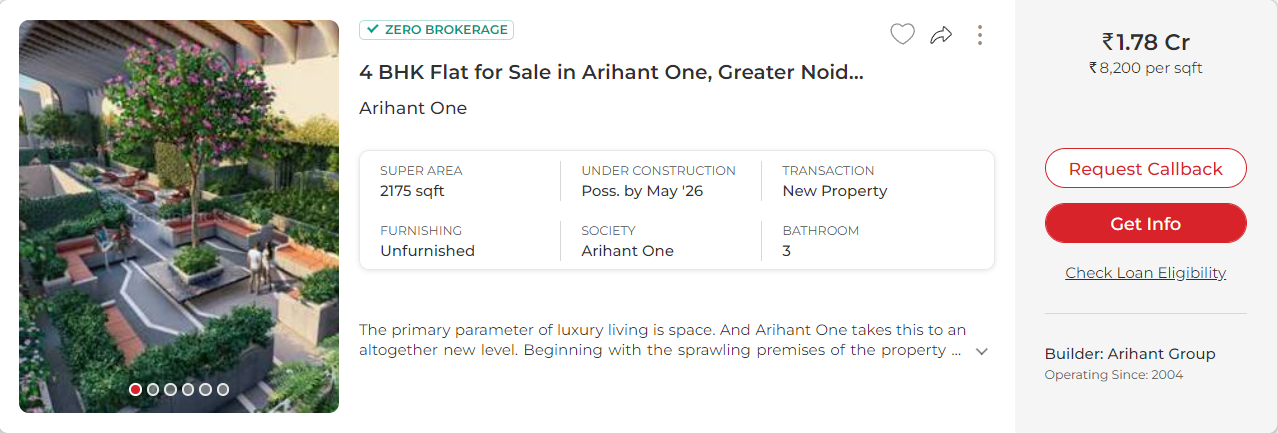 ZERO BROKERAGE
4 BHK Flat for Sale in Arihant One, Greater Noid...
Arihant One
SUPER AREA
2175 sqft
UNDER CONSTRUCTION
Poss. by May '26
TRANSACTION
New Property
FURNISHING
Unfurnished
SOCIETY
Arihant One
BATHROOM
3
The primary parameter of luxury living is space. And Arihant One takes this to an
altogether new level. Beginning with the sprawling premises of the property ...
₹1.78 Cr
₹8,200 per sqft
Request Callback
Get Info
Check Loan Eligibility
Builder: Arihant Group
Operating Since: 2004